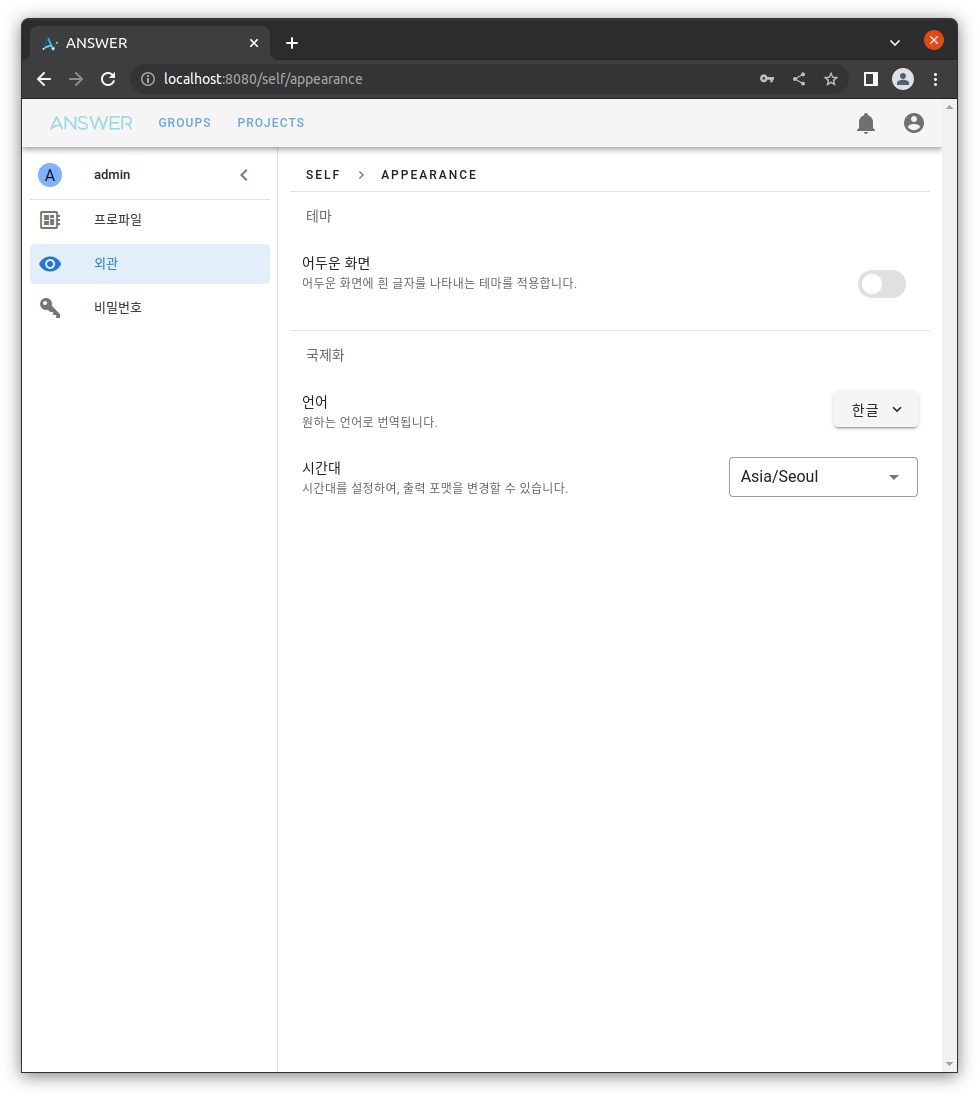 ANSWER
localhost:8080/self/appearance
ANSWER GROUPS PROJECTS
A admin
프로파일
외관
비밀번호
SELF > APPEARANCE
테마
어두운 화면
어두운 화면에 흰 글자를 나타내는 테마를 적용합니다.
국제화
언어
원하는 언어로 번역됩니다.
한글
시간대
시간대를 설정하여, 출력 포맷을 변경할 수 있습니다.
Asia/Seoul